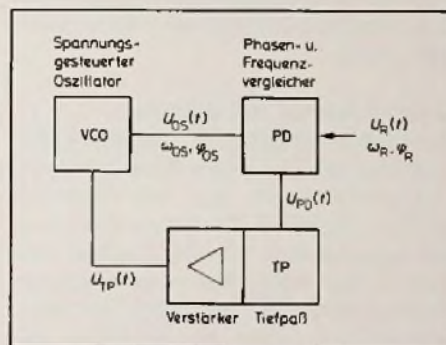 Spannungs-
gesteuerter
Oszillator
Phasen- u.
Frequenz-
vergleicher
VCO
U_OS(t)
ω_OS, φ_OS
PD
U_R(t)
ω_R, φ_R
U_PD(t)
U_TP(t)
TP
Verstärker Tiefpaß